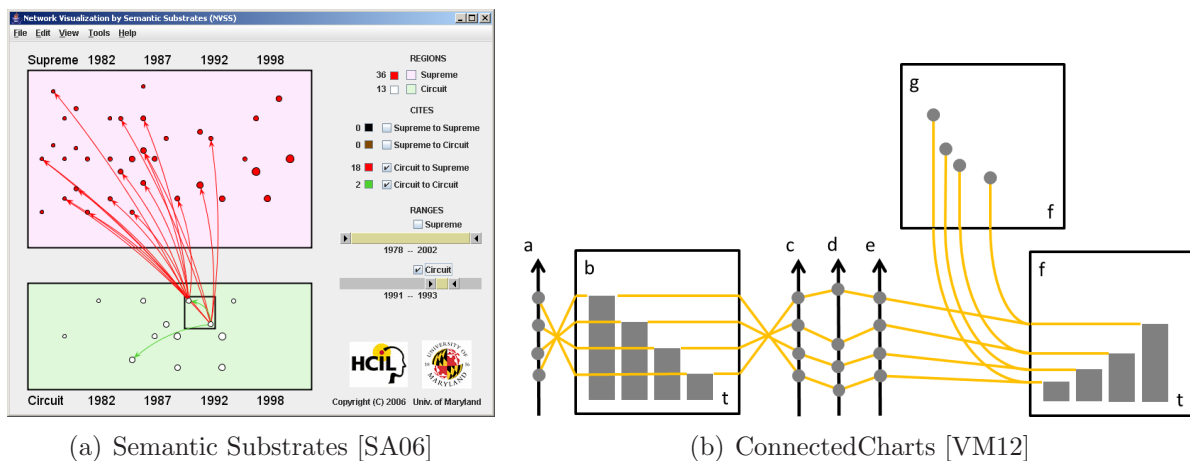 Network Visualization by Semantic Substrates (NVSS)
File Edit View Tools Help
Supreme 1982 1987 1992 1998
REGIONS
36 Supreme
13 Circuit
CITES
0 Supreme to Supreme
0 Supreme to Circuit
18 Circuit to Supreme
2 Circuit to Circuit
RANGES
Supreme
1978 -- 2002
Circuit
1991 -- 1993
HCIL
UNIVERSITY OF
MARYLAND
Circuit 1982 1987 1992 1998
Copyright (C) 2006 Univ. of Maryland
a
b
t
c
d
e
g
f
f
t
(a) Semantic Substrates [SA06]
(b) ConnectedCharts [VM12]